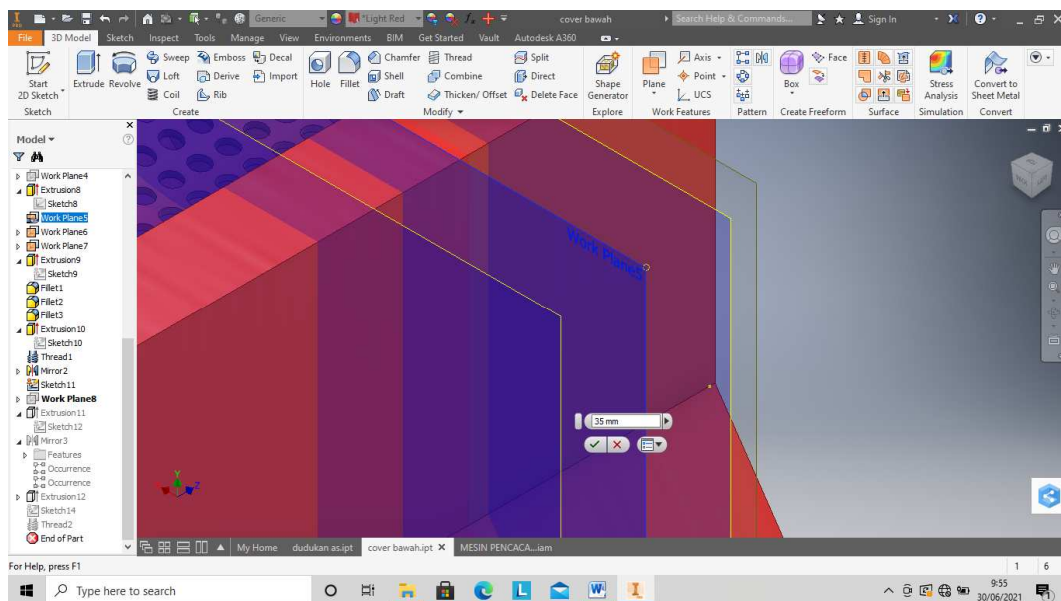 Generic
"Light Red
cover bawah
Search Help & Commands...
Sign In
PRO
File
3D Model
Sketch
Inspect
Tools
Manage
View
Environments
BIM
Get Started
Vault
Autodesk A360
Start
2D Sketch
Extrude
Revolve
Sweep
Emboss
Decal
Loft
Derive
Import
Coil
Rib
Hole
Fillet
Chamfer
Thread
Shell
Combine
Draft
Thicken/ Offset
Split
Direct
Delete Face
Shape
Generator
Plane
Axis
Point
UCS
Box
Face
Stress
Analysis
Convert to
Sheet Metal
Sketch
Create
Modify
Explore
Work Features
Pattern
Create Freeform
Surface
Simulation
Convert
Model
Work Plane4
Extrusion8
Sketch8
Work Plane5
Work Plane6
Work Plane7
Extrusion9
Sketch9
Fillet1
Fillet2
Fillet3
Extrusion10
Sketch10
Thread1
Mirror2
Sketch11
Work Plane8
Extrusion11
Sketch12
Mirror3
Features
Occurrence
Occurrence
Extrusion12
Sketch14
Thread2
End of Part
Work Plane5
35 mm
Y
Z
My Home
dudukan as.ipt
cover bawah.ipt
MESIN PENCACA...iam
For Help, press F1
1
6
Type here to search
9:55
30/06/2021